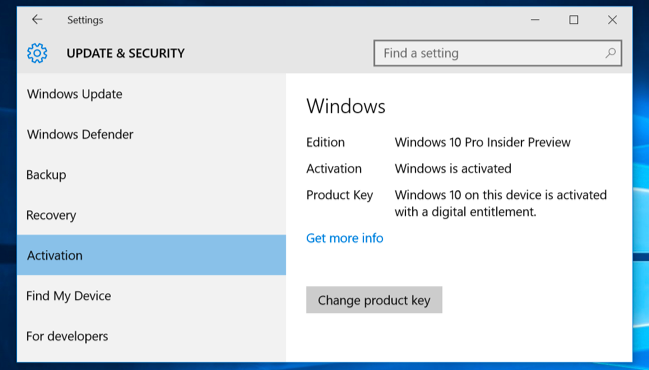 Settings
UPDATE & SECURITY
Find a setting
Windows Update
Windows Defender
Backup
Recovery
Activation
Find My Device
For developers
Windows
Edition Windows 10 Pro Insider Preview
Activation Windows is activated
Product Key Windows 10 on this device is activated
with a digital entitlement.
Get more info
Change product key